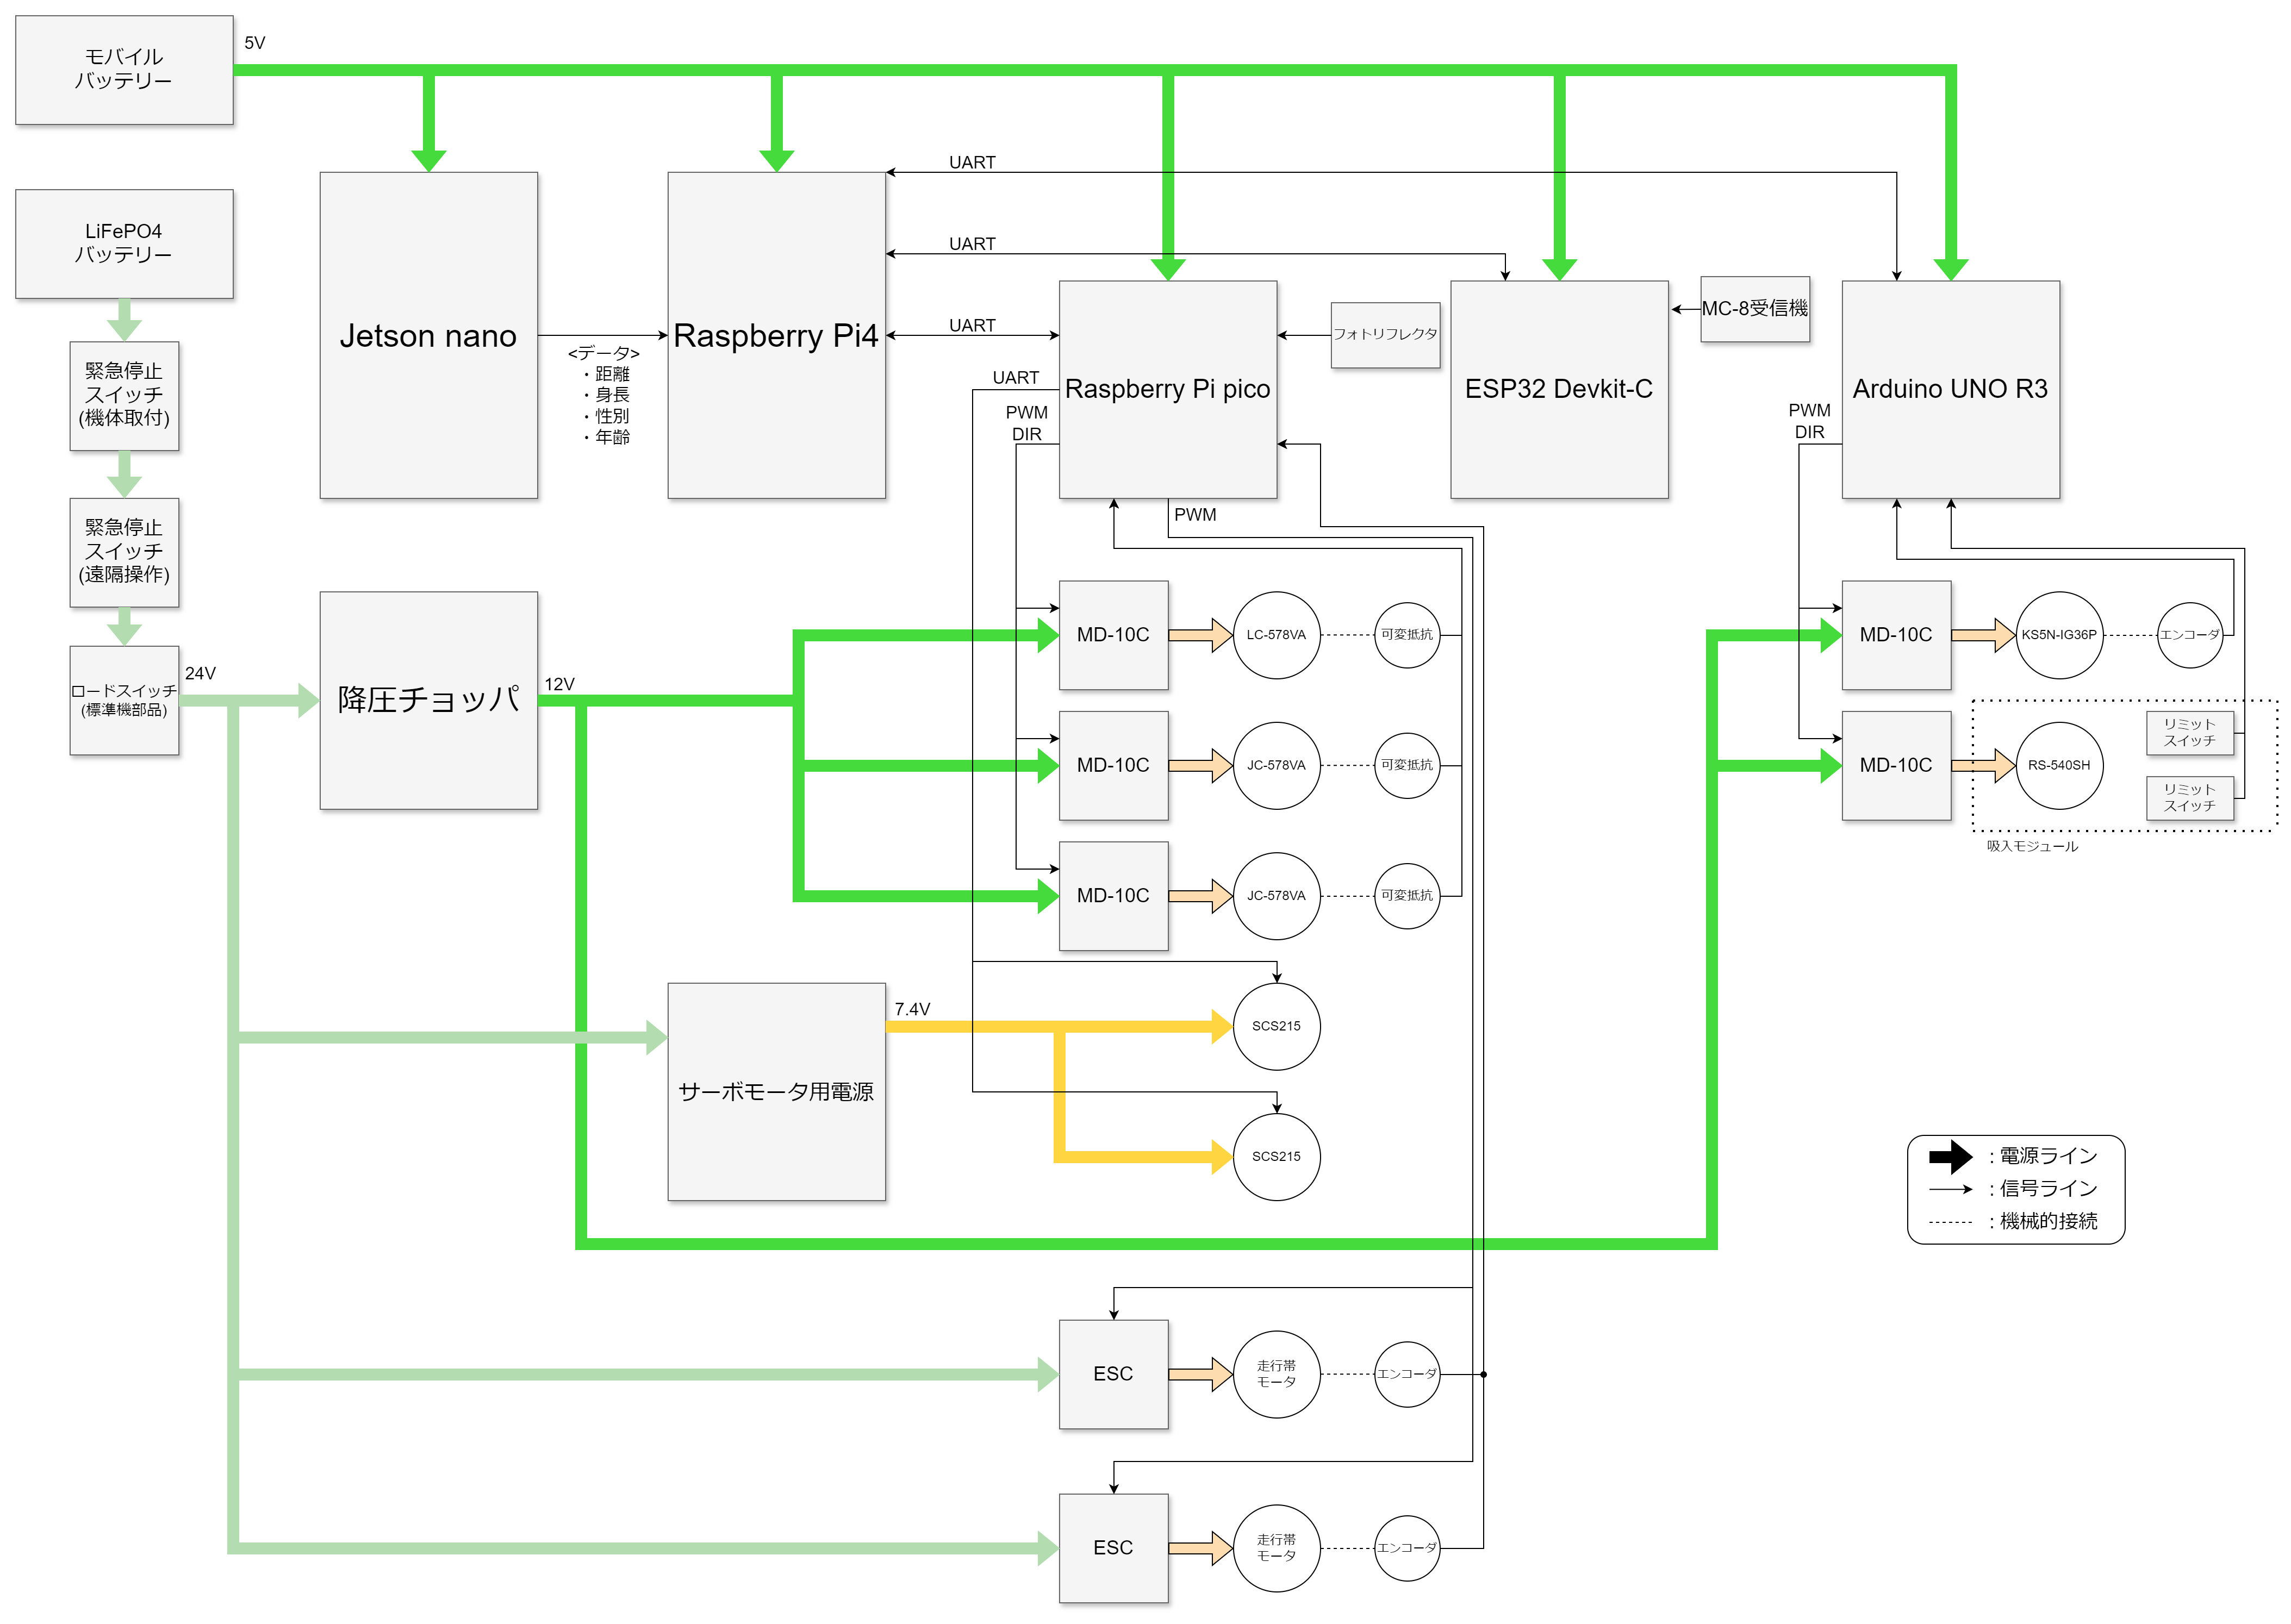 モバイル
バッテリー
5V
LiFePO4
バッテリー
緊急停止
スイッチ
(機体取付)
緊急停止
スイッチ
(遠隔操作)
ロードスイッチ
(標準機部品)
24V
Jetson nano
<データ>
・距離
・身長
・性別
・年齢
Raspberry Pi4
UART
UART
UART
UART
PWM
DIR
Raspberry Pi pico
PWM
フォトリフレクタ
ESP32 Devkit-C
MC-8受信機
Arduino UNO R3
PWM
DIR
降圧チョッパ
12V
MD-10C
LC-578VA
可変抵抗
MD-10C
JC-578VA
可変抵抗
MD-10C
JC-578VA
可変抵抗
MD-10C
KS5N-IG36P
エンコーダ
MD-10C
RS-540SH
リミット
スイッチ
リミット
スイッチ
吸入モジュール
サーボモータ用電源
7.4V
SCS215
SCS215
: 電源ライン
: 信号ライン
: 機械的接続
ESC
走行帯
モータ
エンコーダ
ESC
走行帯
モータ
エンコーダ